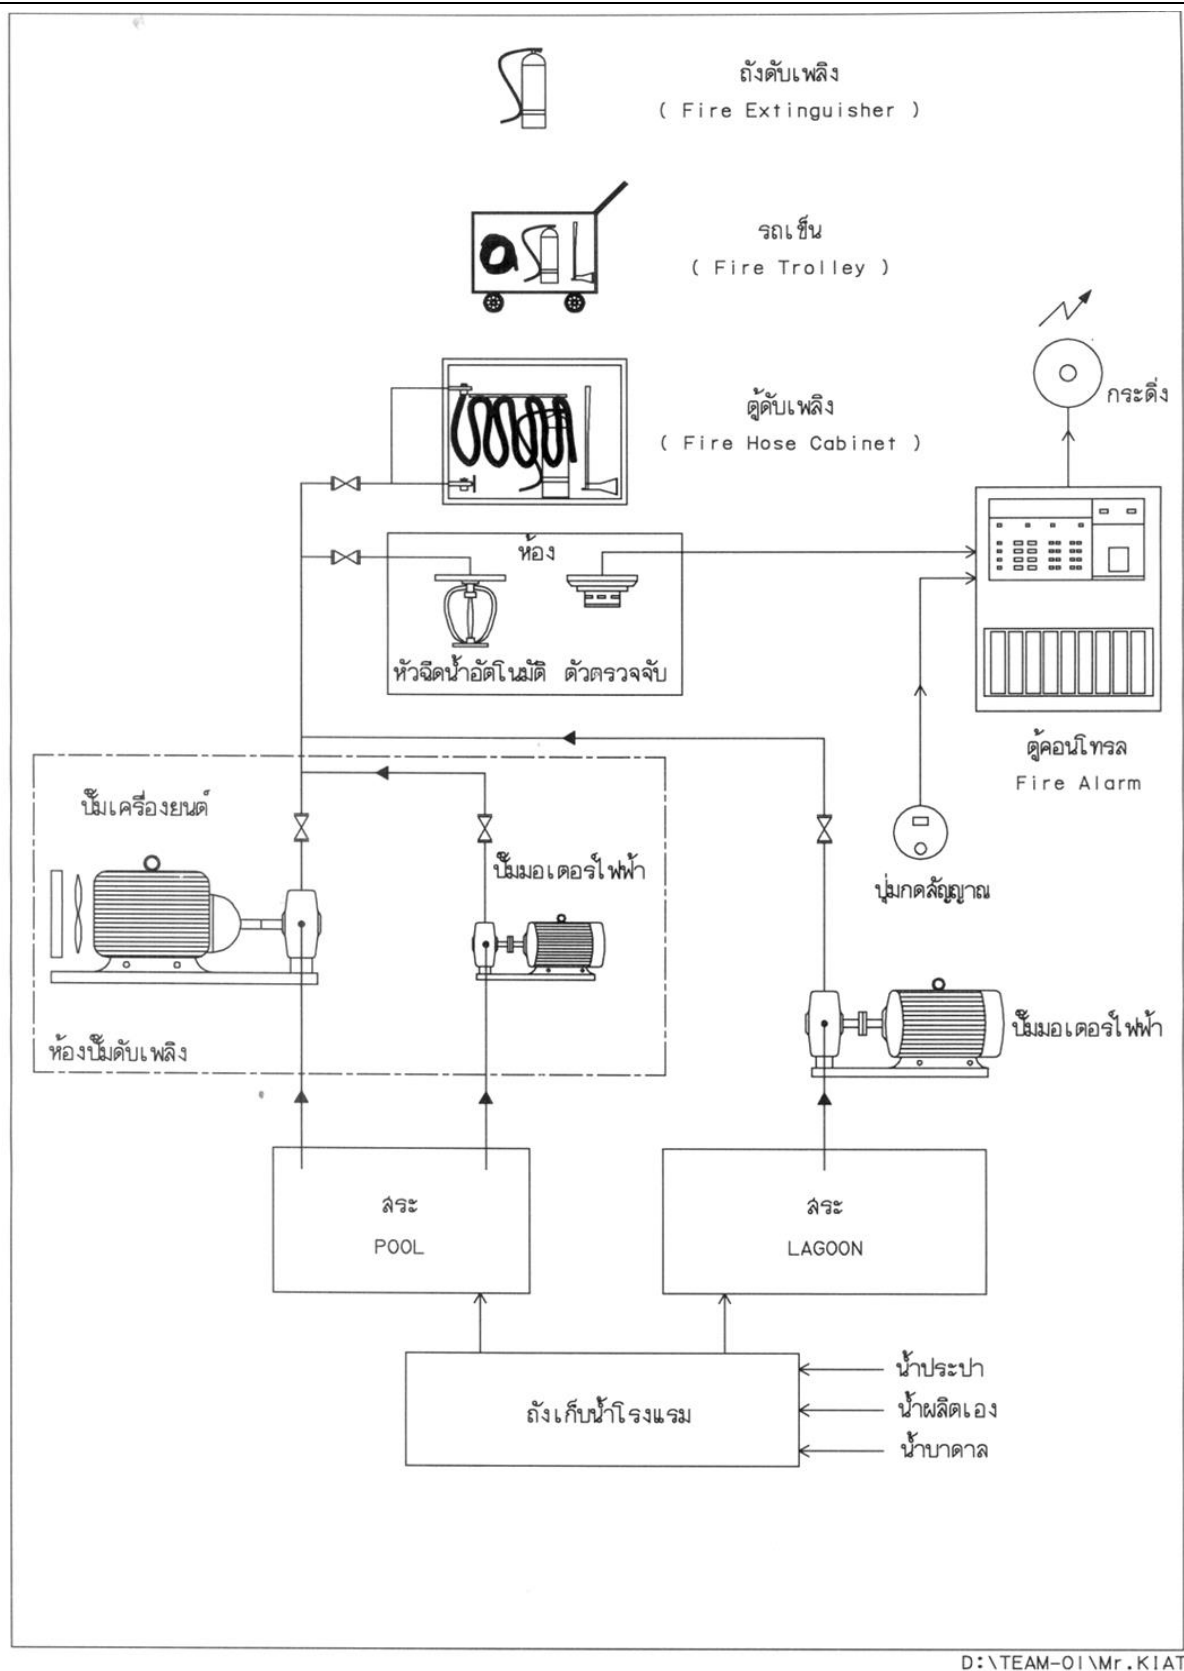 ถังดับเพลิง
( Fire Extinguisher )
รถเข็น
( Fire Trolley )
กระดิ่ง
ตู้ดับเพลิง
( Fire Hose Cabinet )
ห้อง
หัวฉีดน้ำอัตโนมัติ ตัวตรวจจับ
ตู้คอนโทรล
Fire Alarm
ปั๊มเครื่องยนต์
ปั๊มมอเตอร์ไฟฟ้า
ปุ่มกดสัญญาณ
ปั๊มมอเตอร์ไฟฟ้า
ห้องปั๊มดับเพลิง
สระ
POOL
สระ
LAGOON
น้ำประปา
ถังเก็บน้ำโรงแรม
น้ำผลิตเอง
น้ำบาดาล
D:\TEAM-01\Mr.KIAT